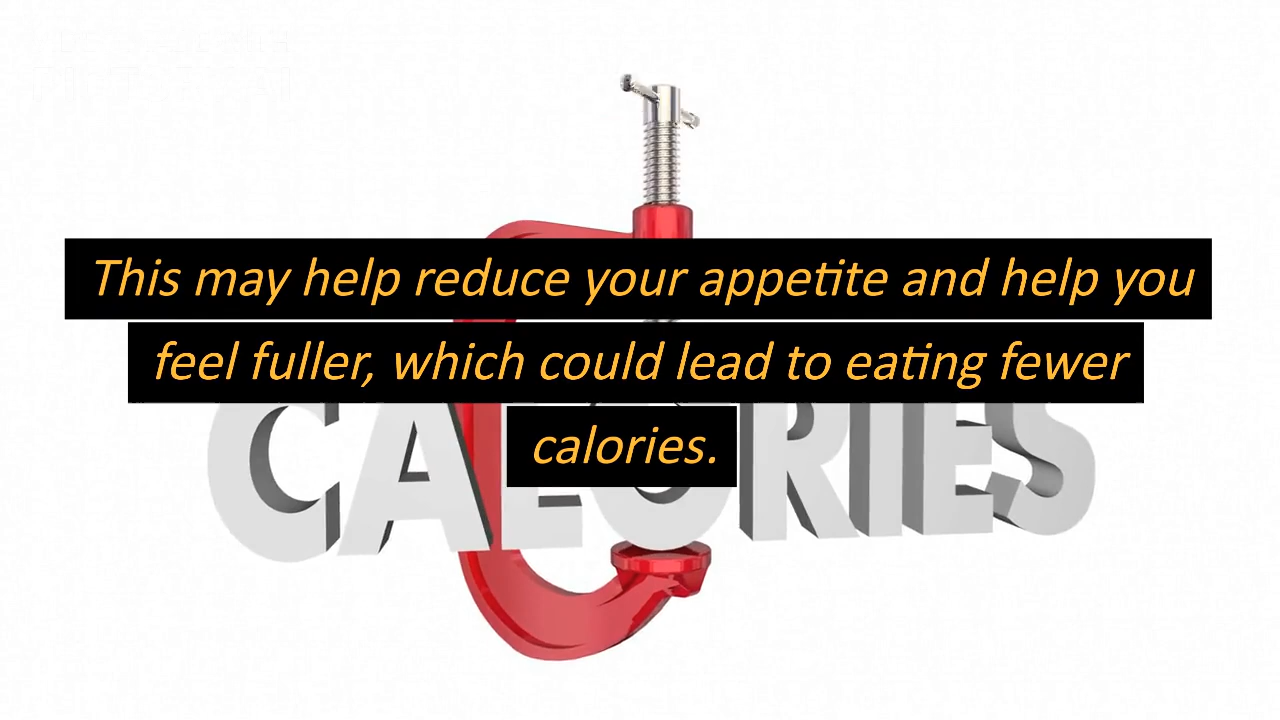 This may help reduce your appetite and help you
feel fuller, which could lead to eating fewer
calories.
CALORIES